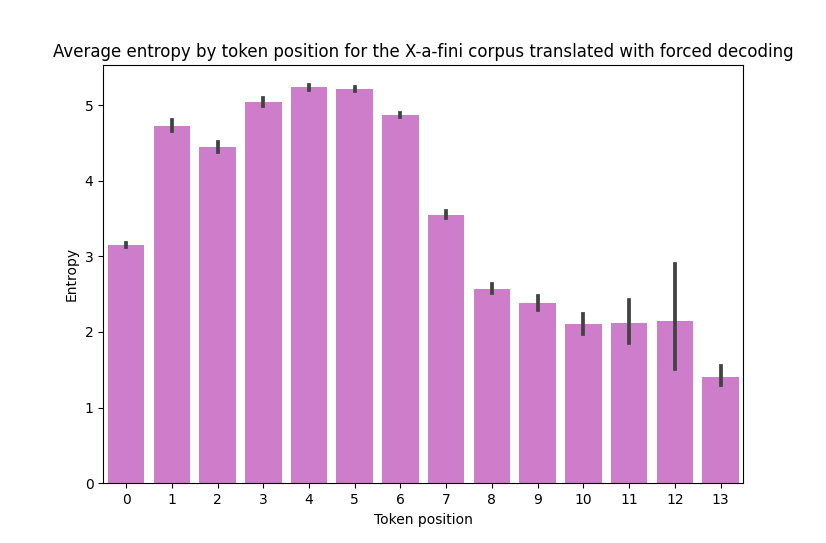 Average entropy by token position for the X-a-fini corpus translated with forced decoding
Entropy
5
4
3
2
1
0
0 1 2 3 4 5 6 7 8 9 10 11 12 13
Token position